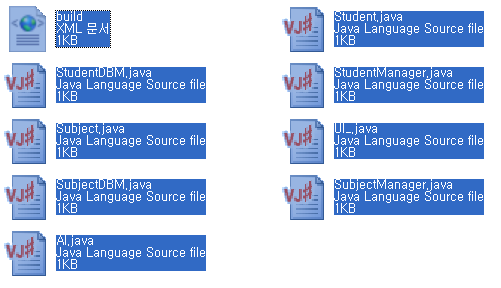 build
XML 문서
1KB
Student.java
Java Language Source file
1KB
StudentDBM.java
Java Language Source file
1KB
StudentManager.java
Java Language Source file
1KB
Subject.java
Java Language Source file
1KB
UI_.java
Java Language Source file
1KB
SubjectDBM.java
Java Language Source file
1KB
SubjectManager.java
Java Language Source file
1KB
AI.java
Java Language Source file
1KB